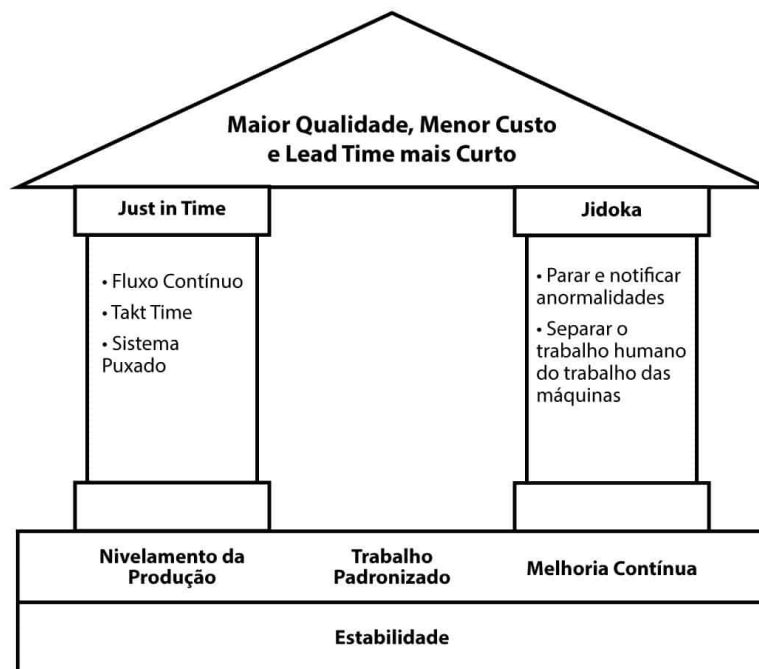 Maior Qualidade, Menor Custo
e Lead Time mais Curto
Just in Time
• Fluxo Contínuo
• Takt Time
• Sistema
Puxado
Jidoka
• Parar e notificar
anormalidades
• Separar o
trabalho humano
do trabalho das
máquinas
Nivelamento da
Produção
Trabalho
Padronizado
Melhoria Contínua
Estabilidade